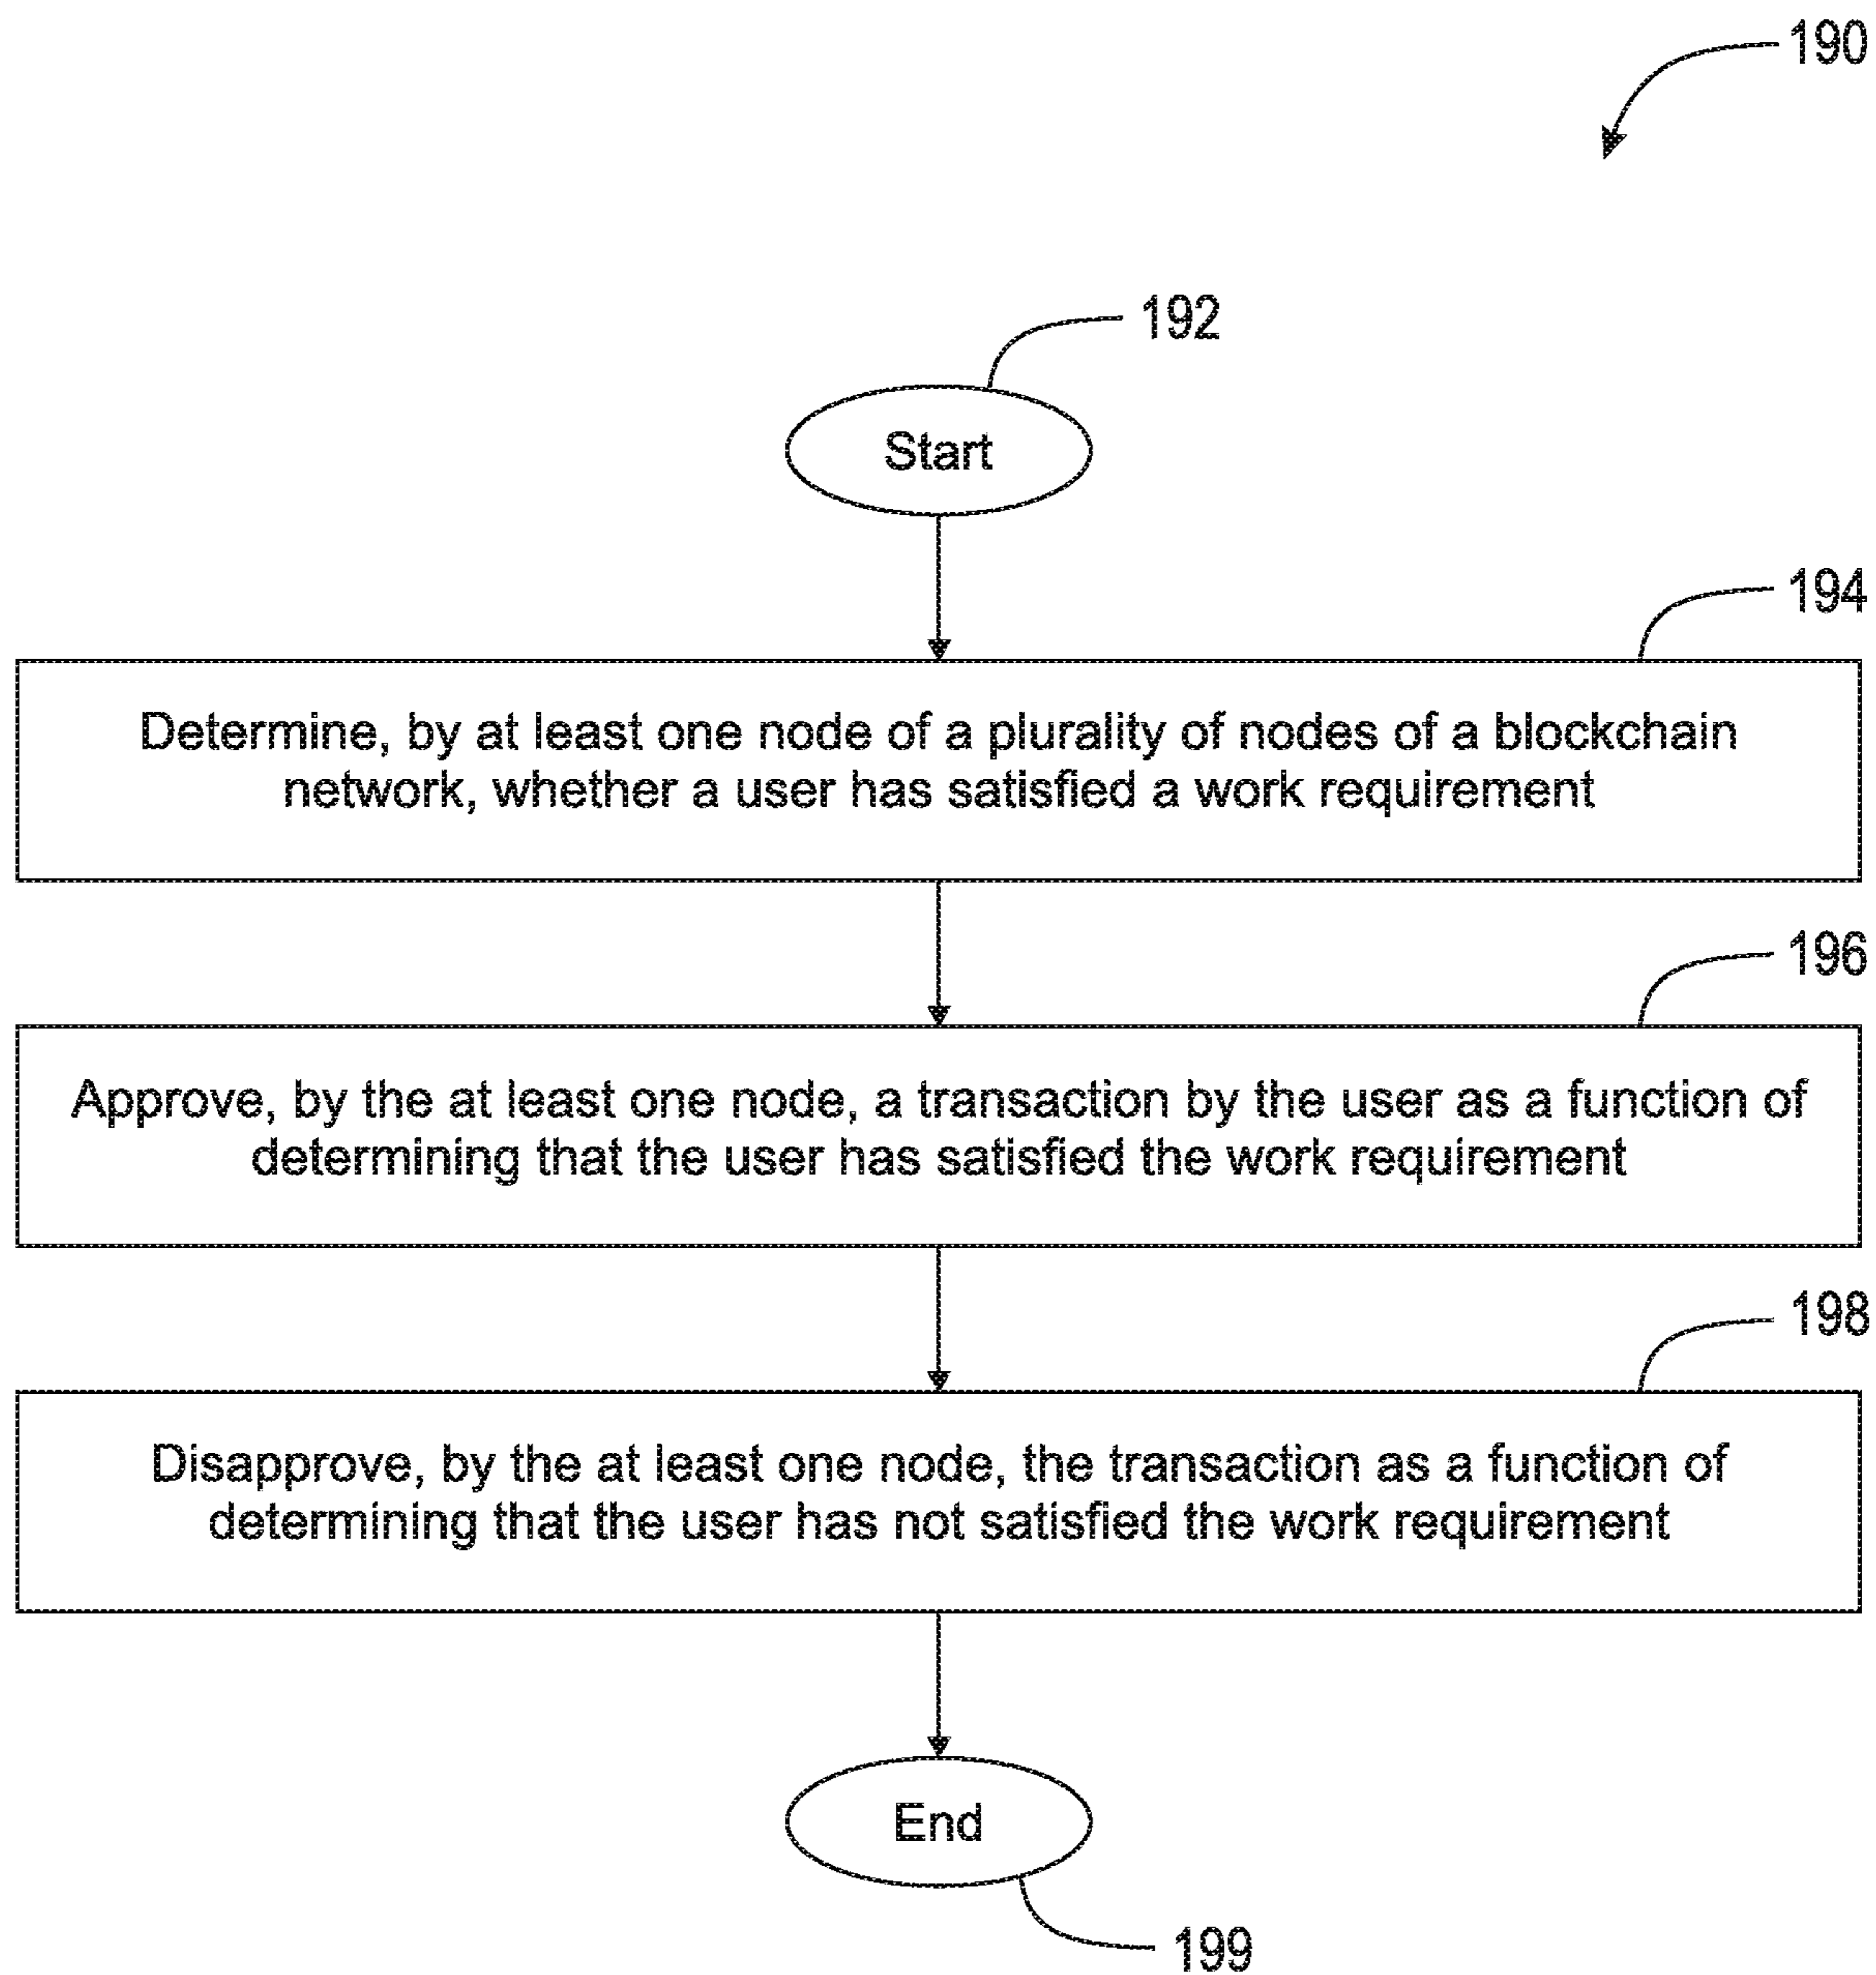 190
192
Start
194
Determine, by at least one node of a plurality of nodes of a blockchain
network, whether a user has satisfied a work requirement
196
Approve, by the at least one node, a transaction by the user as a function of
determining that the user has satisfied the work requirement
198
Disapprove, by the at least one node, the transaction as a function of
determining that the user has not satisfied the work requirement
End
199